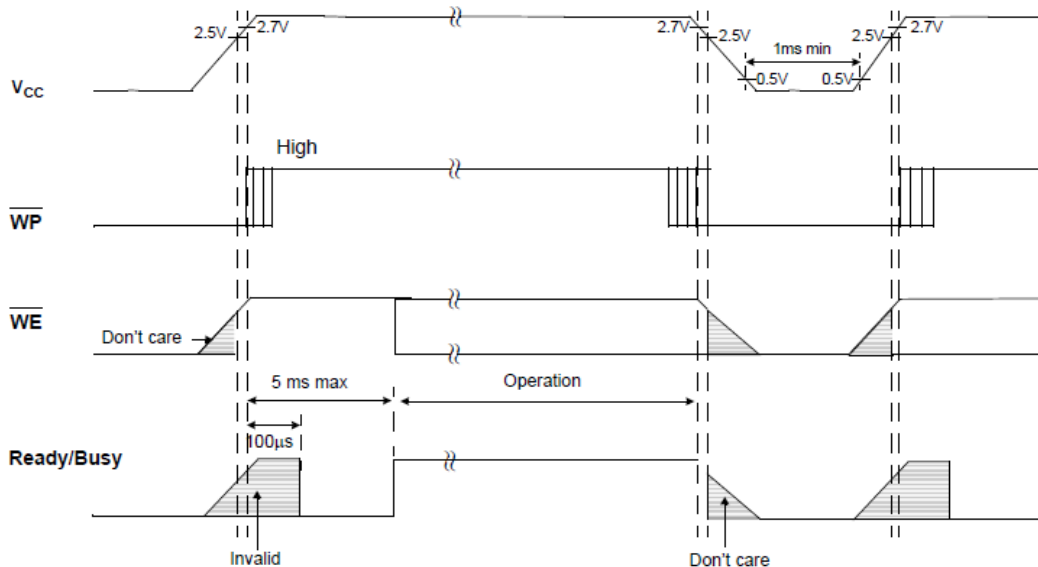 2.5V
2.7V
2.7V
2.5V
2.5V
2.7V
1ms min
0.5V
0.5V
VCC
High
WP
WE
Don't care
5 ms max
Operation
100μs
Ready/Busy
Invalid
Don't care